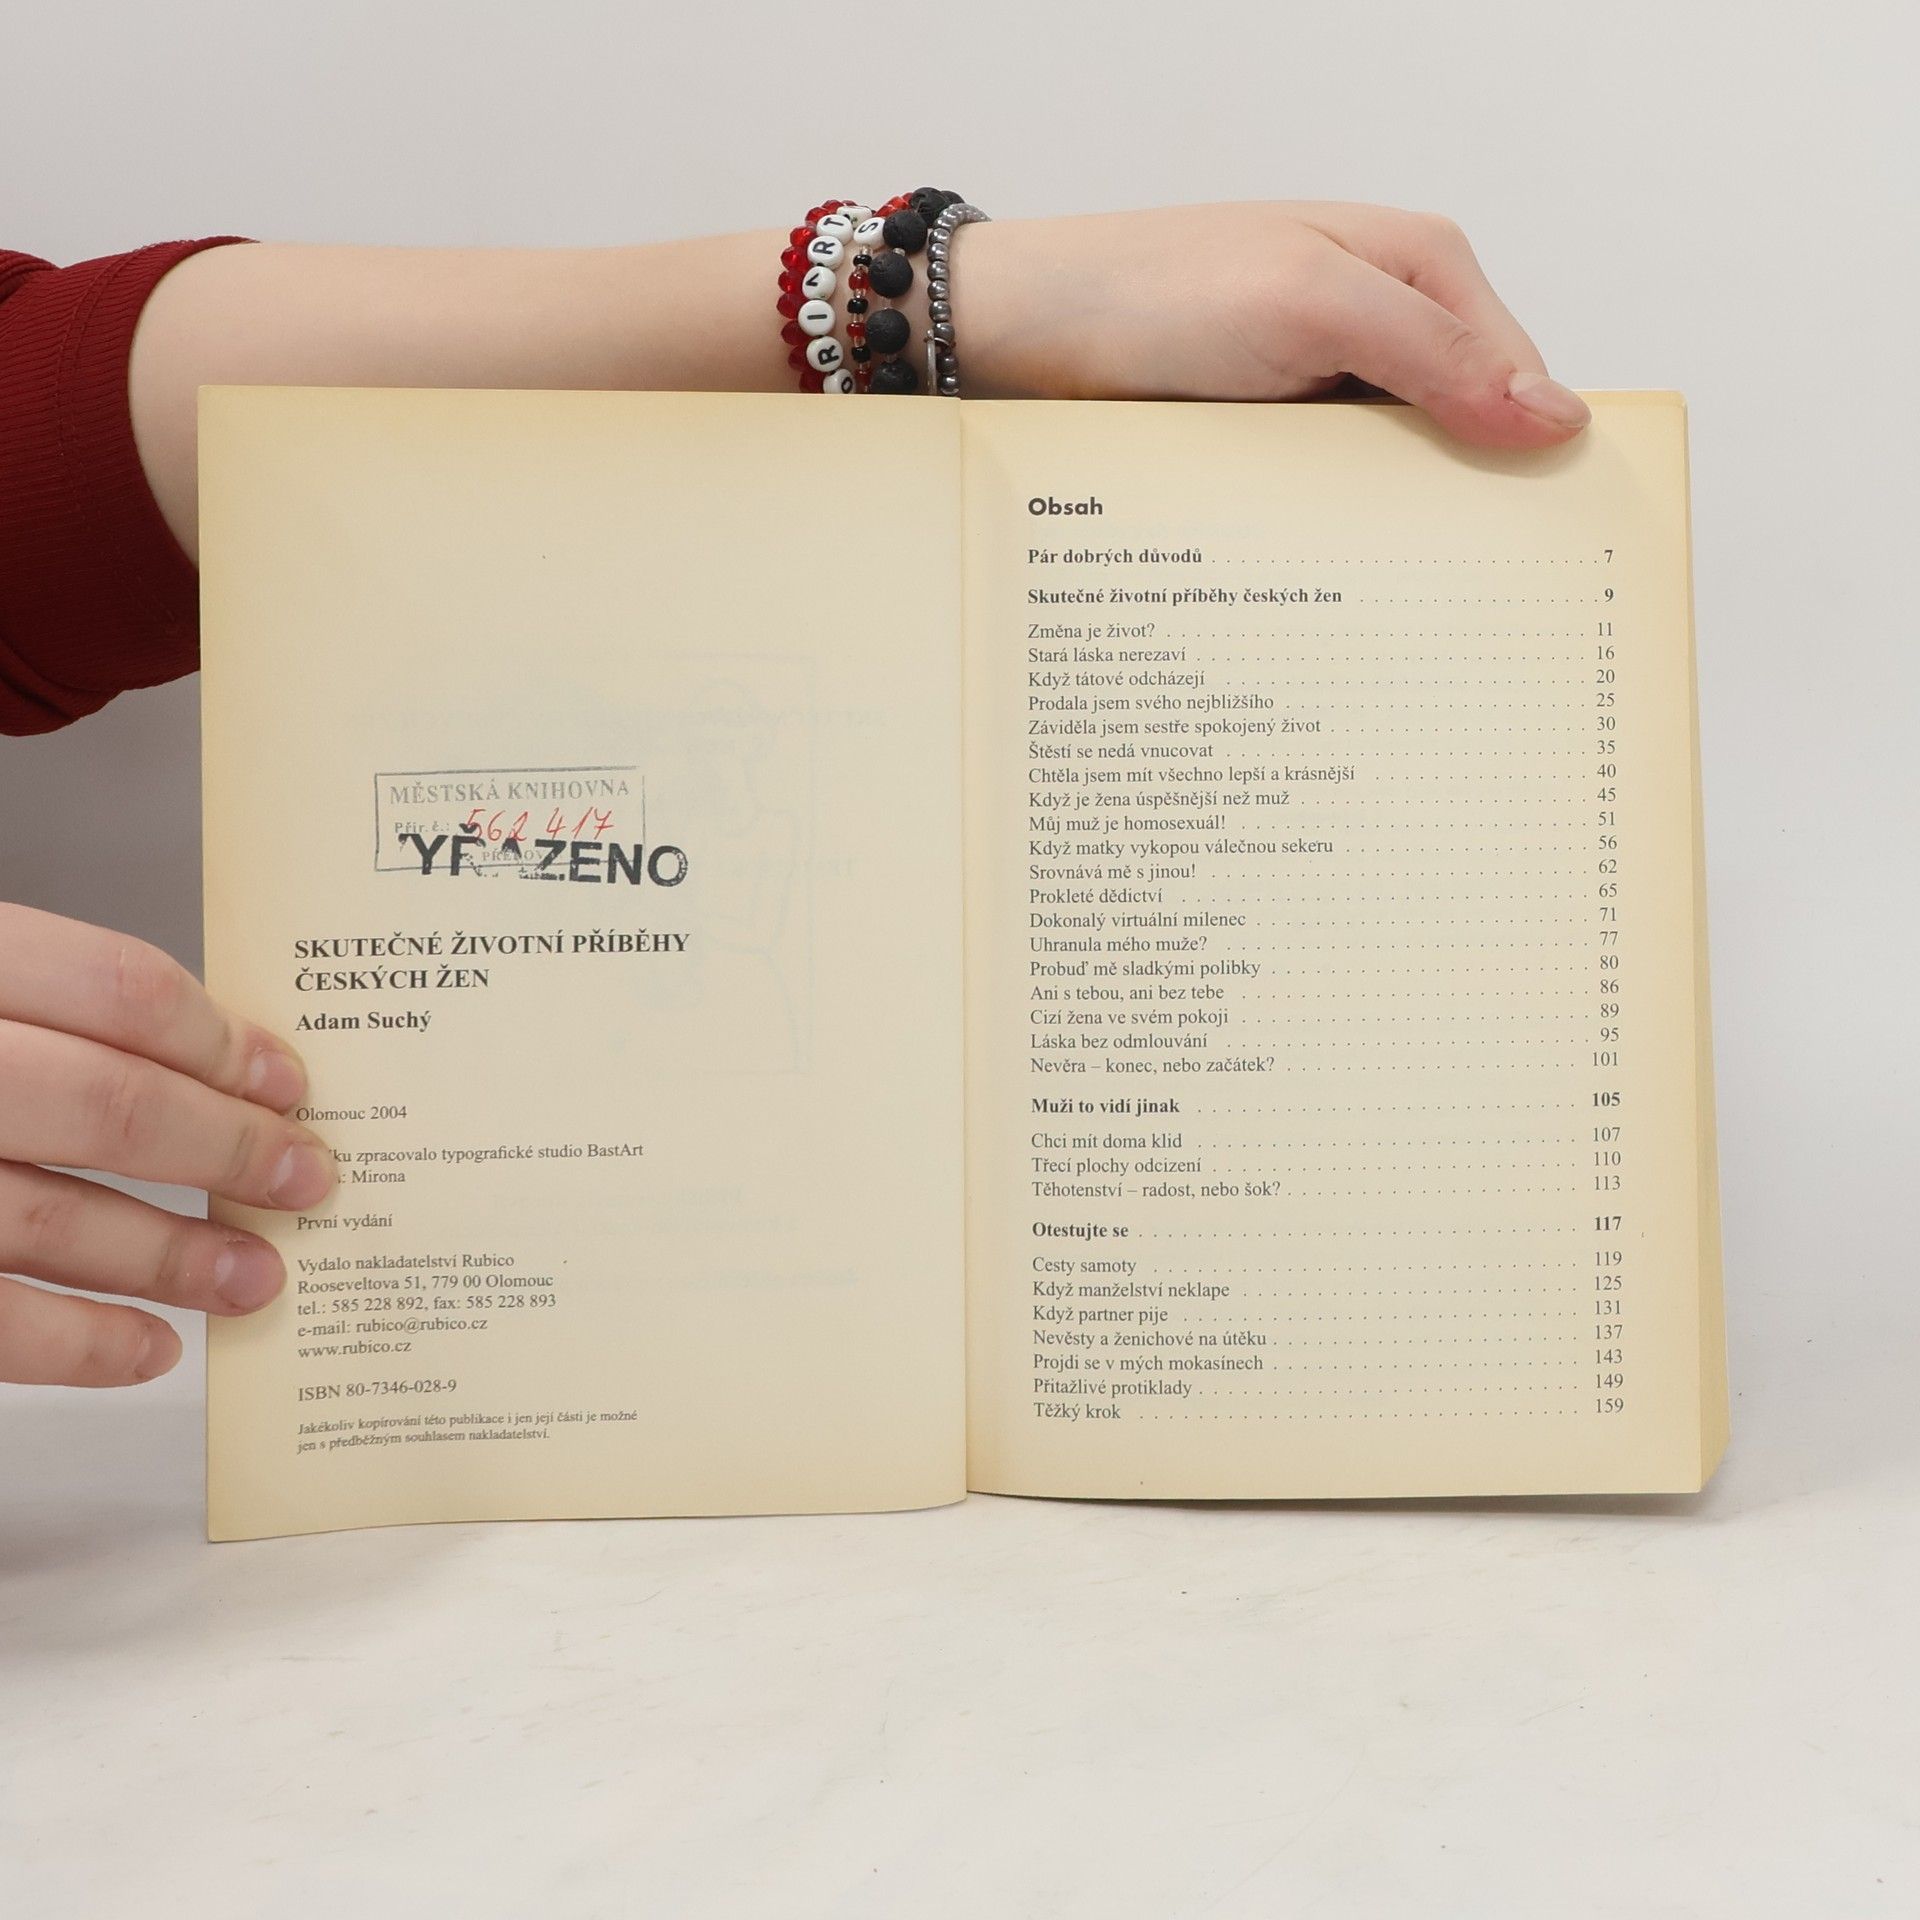 MĚSTSKÁ KNIHOVNA
Přír. č.: 562 417
YŘAZENO
SKUTEČNÉ ŽIVOTNÍ PŘÍBĚHY
ČESKÝCH ŽEN
Adam Suchý
Olomouc 2004
ku zpracovalo typografické studio BastArt
: Mirona
První vydání
Vydalo nakladatelství Rubico
Rooseveltova 51, 779 00 Olomouc
tel.: 585 228 892, fax: 585 228 893
e-mail: rubico@rubico.cz
www.rubico.cz
ISBN 80-7346-028-9
Jakékoliv kopírování této publikace i jen její části je možné
jen s předběžným souhlasem nakladatelství.
Obsah
Pár dobrých důvodů . . . . . . . . . . 7
Skutečné životní příběhy českých žen . . . . . . . . . . 9
Změna je život? . . . . . . . . . . 11
Stará láska nerezaví . . . . . . . . . . 16
Když tátové odcházejí . . . . . . . . . . 20
Prodala jsem svého nejbližšího . . . . . . . . . . 25
Záviděla jsem sestře spokojený život . . . . . . . . . . 30
Štěstí se nedá vnucovat . . . . . . . . . . 35
Chtěla jsem mít všechno lepší a krásnější . . . . . . . . . . 40
Když je žena úspěšnější než muž . . . . . . . . . . 45
Můj muž je homosexuál! . . . . . . . . . . 51
Když matky vykopou válečnou sekeru . . . . . . . . . . 56
Srovnává mě s jinou! . . . . . . . . . . 62
Prokleté dědictví . . . . . . . . . . 65
Dokonalý virtuální milenec . . . . . . . . . . 71
Uhranula mého muže? . . . . . . . . . . 77
Probuď mě sladkými polibky . . . . . . . . . . 80
Ani s tebou, ani bez tebe . . . . . . . . . . 86
Cizí žena ve svém pokoji . . . . . . . . . . 89
Láska bez odmlouvání . . . . . . . . . . 95
Nevěra – konec, nebo začátek? . . . . . . . . . . 101
Muži to vidí jinak . . . . . . . . . . 105
Chci mít doma klid . . . . . . . . . . 107
Třecí plochy odcizení . . . . . . . . . . 110
Těhotenství – radost, nebo šok? . . . . . . . . . . 113
Otestujte se . . . . . . . . . . 117
Cesty samoty . . . . . . . . . . 119
Když manželství neklape . . . . . . . . . . 125
Když partner pije . . . . . . . . . . 131
Nevěsty a ženichové na útěku . . . . . . . . . . 137
Projdi se v mých mokasínech . . . . . . . . . . 143
Přitažlivé protiklady . . . . . . . . . . 149
Těžký krok . . . . . . . . . . 159